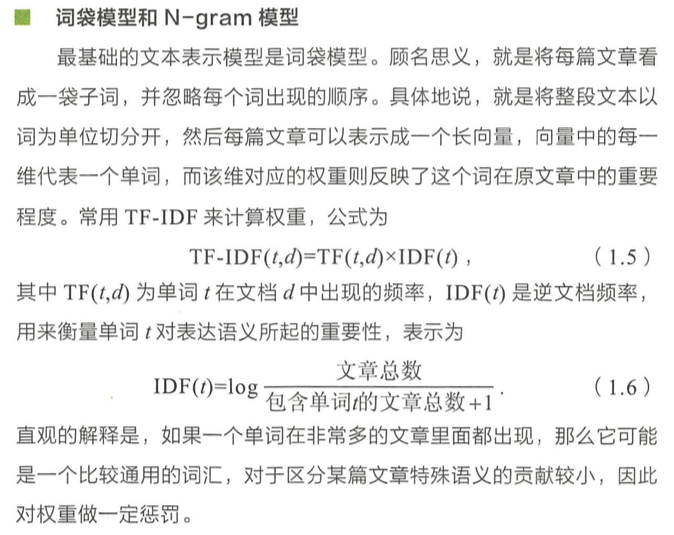 词袋模型和 N-gram 模型
最基础的文本表示模型是词袋模型。顾名思义，就是将每篇文章看
成一袋子词，并忽略每个词出现的顺序。具体地说，就是将整段文本以
词为单位切分开，然后每篇文章可以表示成一个长向量，向量中的每一
维代表一个单词，而该维对应的权重则反映了这个词在原文章中的重要
程度。常用 TF-IDF 来计算权重，公式为
TF-IDF(t,d)=TF(t,d)×IDF(t)， （1.5）
其中 TF(t,d) 为单词 t 在文档 d 中出现的频率，IDF(t) 是逆文档频率，
用来衡量单词 t 对表达语义所起的重要性，表示为
文章总数
IDF(t)=log ———————— . （1.6）
包含单词t的文章总数+1
直观的解释是，如果一个单词在非常多的文章里面都出现，那么它可能
是一个比较通用的词汇，对于区分某篇文章特殊语义的贡献较小，因此
对权重做一定惩罚。